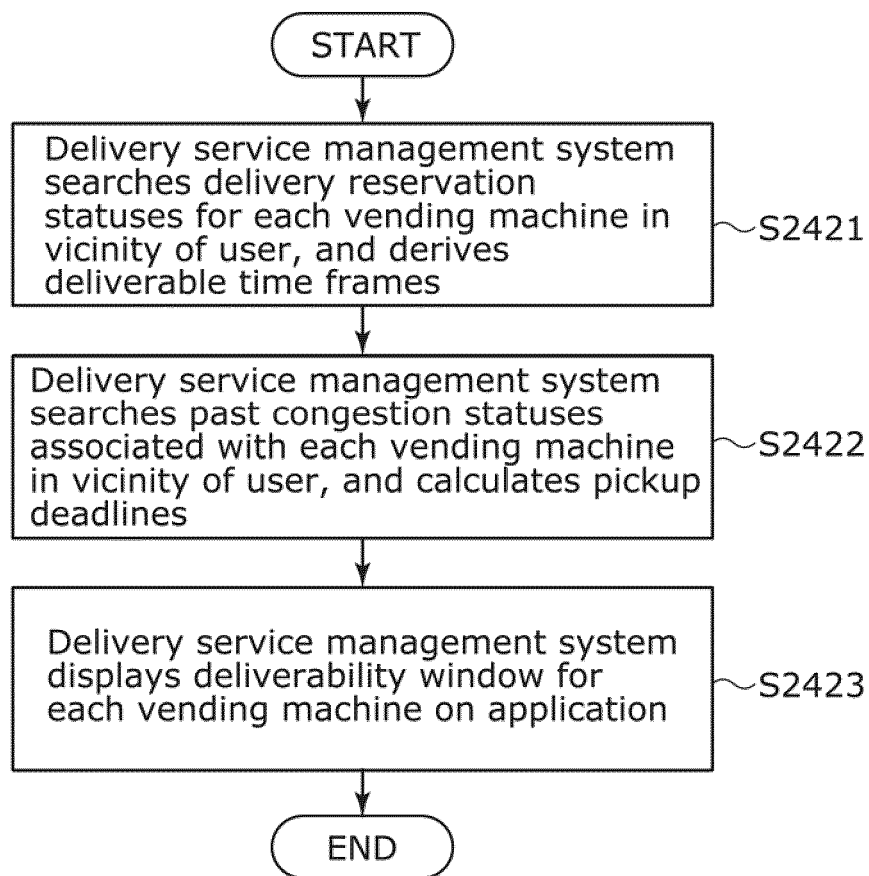 START
Delivery service management system
searches delivery reservation
statuses for each vending machine in
vicinity of user, and derives
deliverable time frames
S2421
Delivery service management system
searches past congestion statuses
associated with each vending machine
in vicinity of user, and calculates pickup
deadlines
S2422
Delivery service management system
displays deliverability window for
each vending machine on application
S2423
END